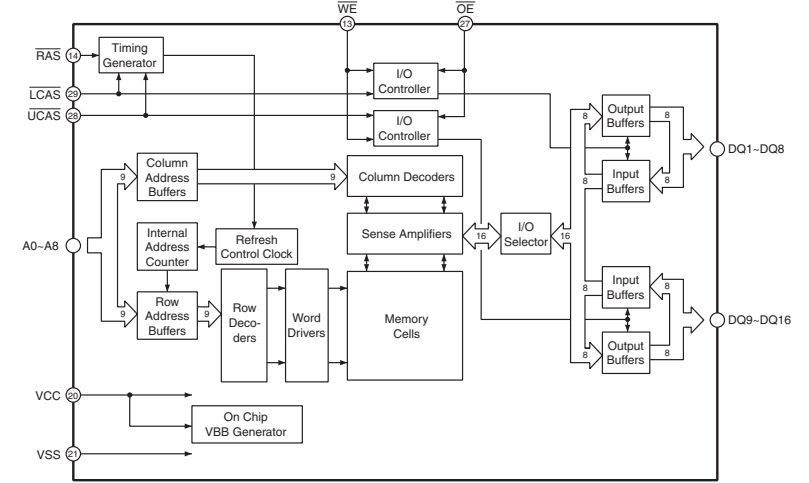 WE
OE
13
27
RAS
14
Timing
Generator
I/O
Controller
LCAS
29
UCAS
28
I/O
Controller
Output
Buffers
8
8
DQ1~DQ8
Input
Buffers
8
8
Column
Address
Buffers
9
9
Column Decoders
A0~A8
Internal
Address
Counter
Refresh
Control Clock
Sense Amplifiers
16
I/O
Selector
16
Row
Address
Buffers
9
9
Row
Deco-
ders
Word
Drivers
Memory
Cells
Input
Buffers
8
8
DQ9~DQ16
Output
Buffers
8
8
VCC
20
On Chip
VBB Generator
VSS
21